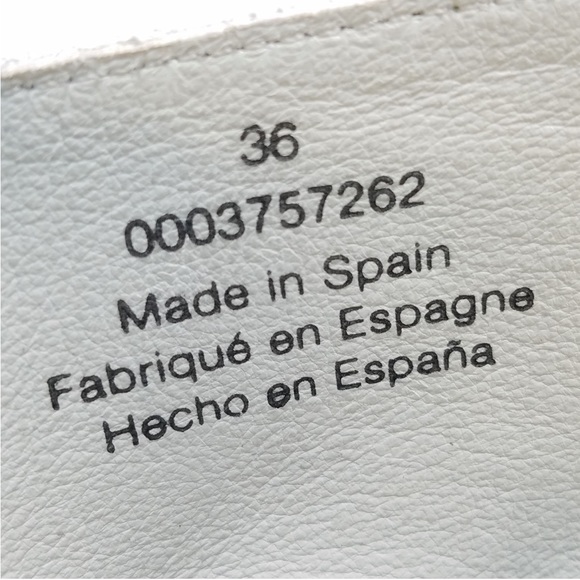 36
0003757262
Made in Spain
Fabriqué en Espagne
Hecho en España